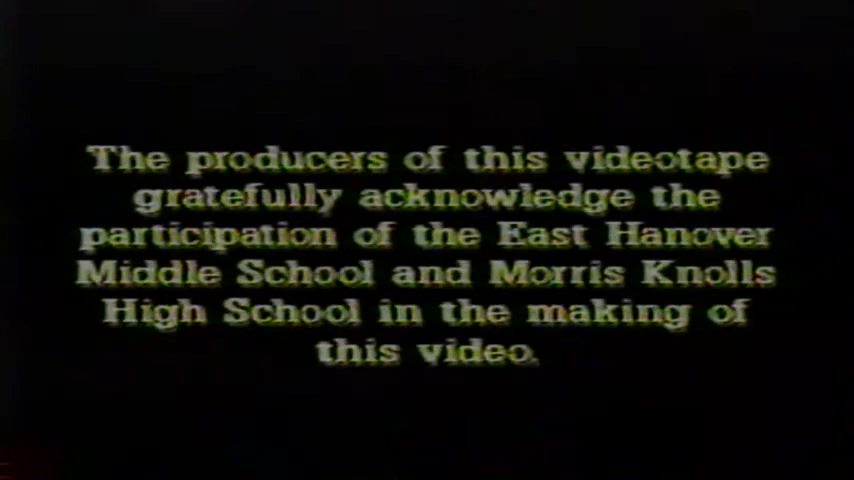 The producers of this videotape
gratefully acknowledge the
participation of the East Hanover
Middle School and Morris Knolls
High School in the making of
this video.